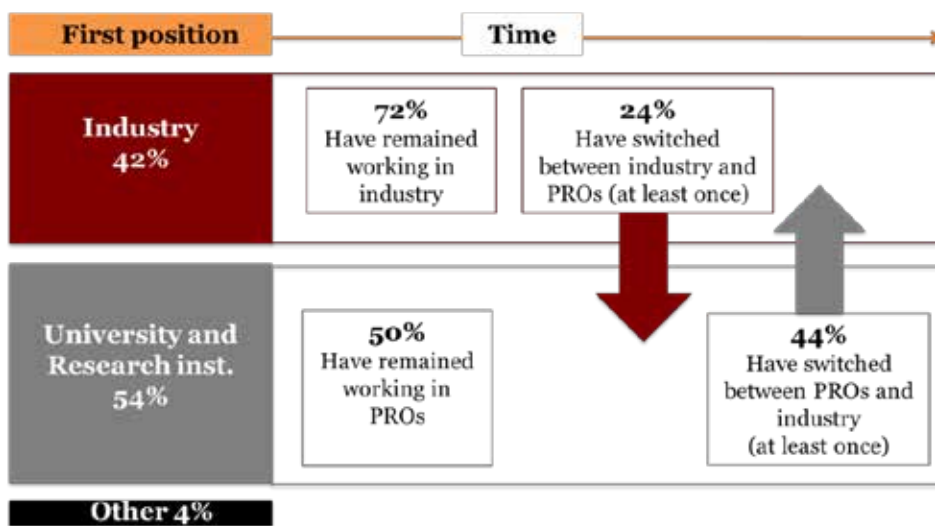 First position
Time
Industry
42%
72%
Have remained
working in
industry
24%
Have switched
between industry and
PROs (at least once)
University and
Research inst.
54%
50%
Have remained
working in
PROs
44%
Have switched
between PROs and
industry
(at least once)
Other 4%